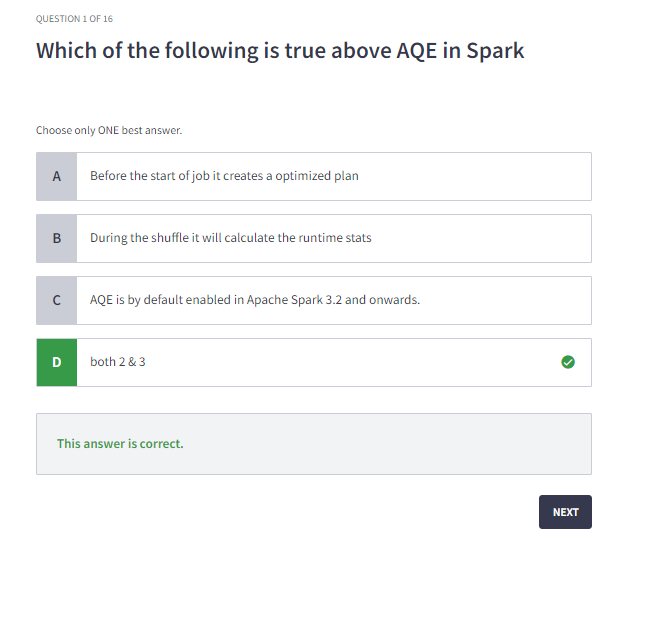 QUESTION 1 OF 16
Which of the following is true above AQE in Spark
Choose only ONE best answer.
A Before the start of job it creates a optimized plan
B During the shuffle it will calculate the runtime stats
C AQE is by default enabled in Apache Spark 3.2 and onwards.
D both 2 & 3
This answer is correct.
NEXT